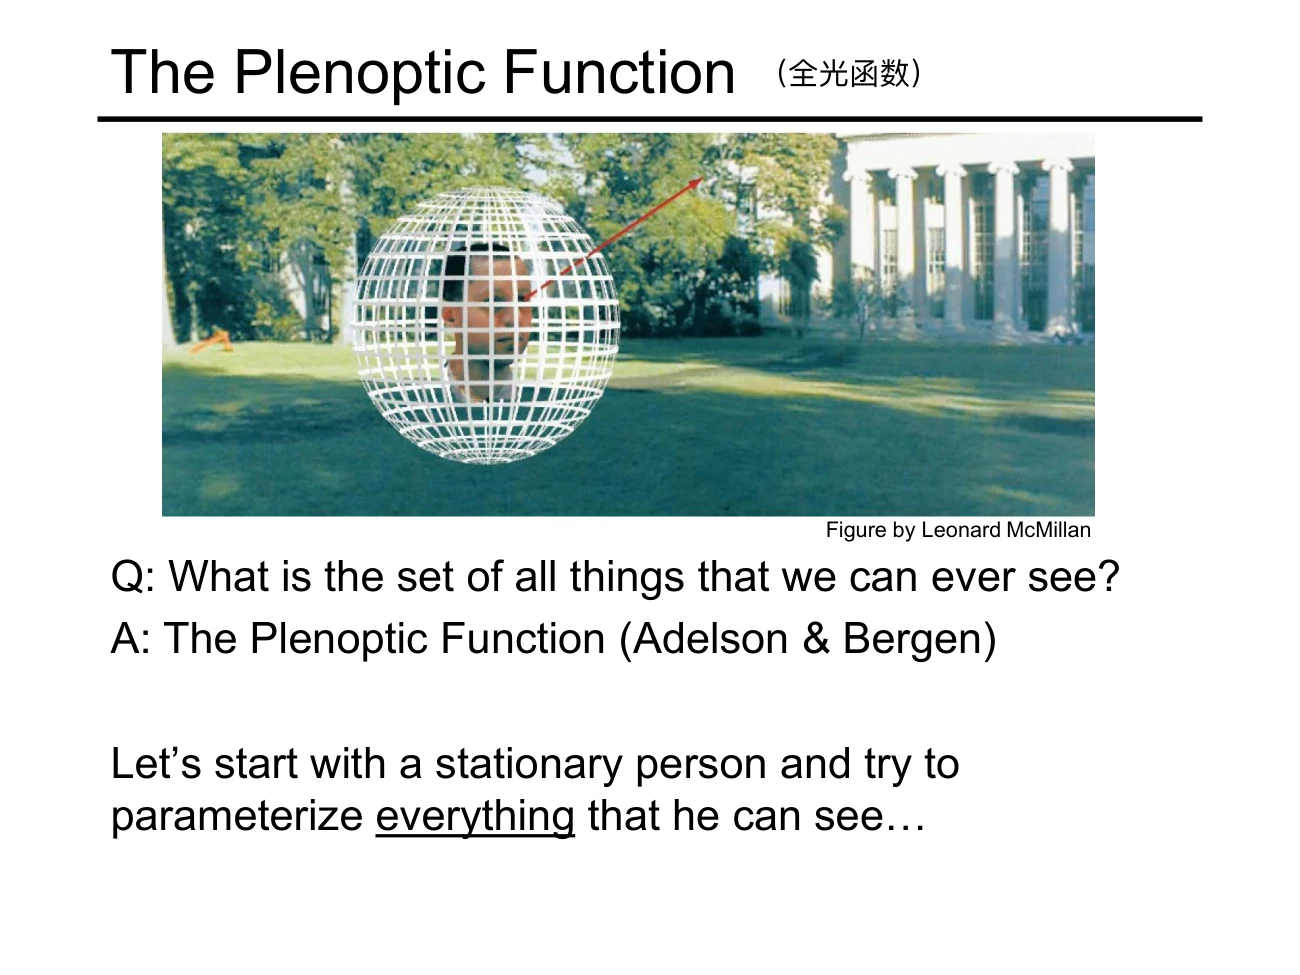 The Plenoptic Function （全光函数）
Figure by Leonard McMillan
Q: What is the set of all things that we can ever see?
A: The Plenoptic Function (Adelson & Bergen)
Let’s start with a stationary person and try to
parameterize everything that he can see…